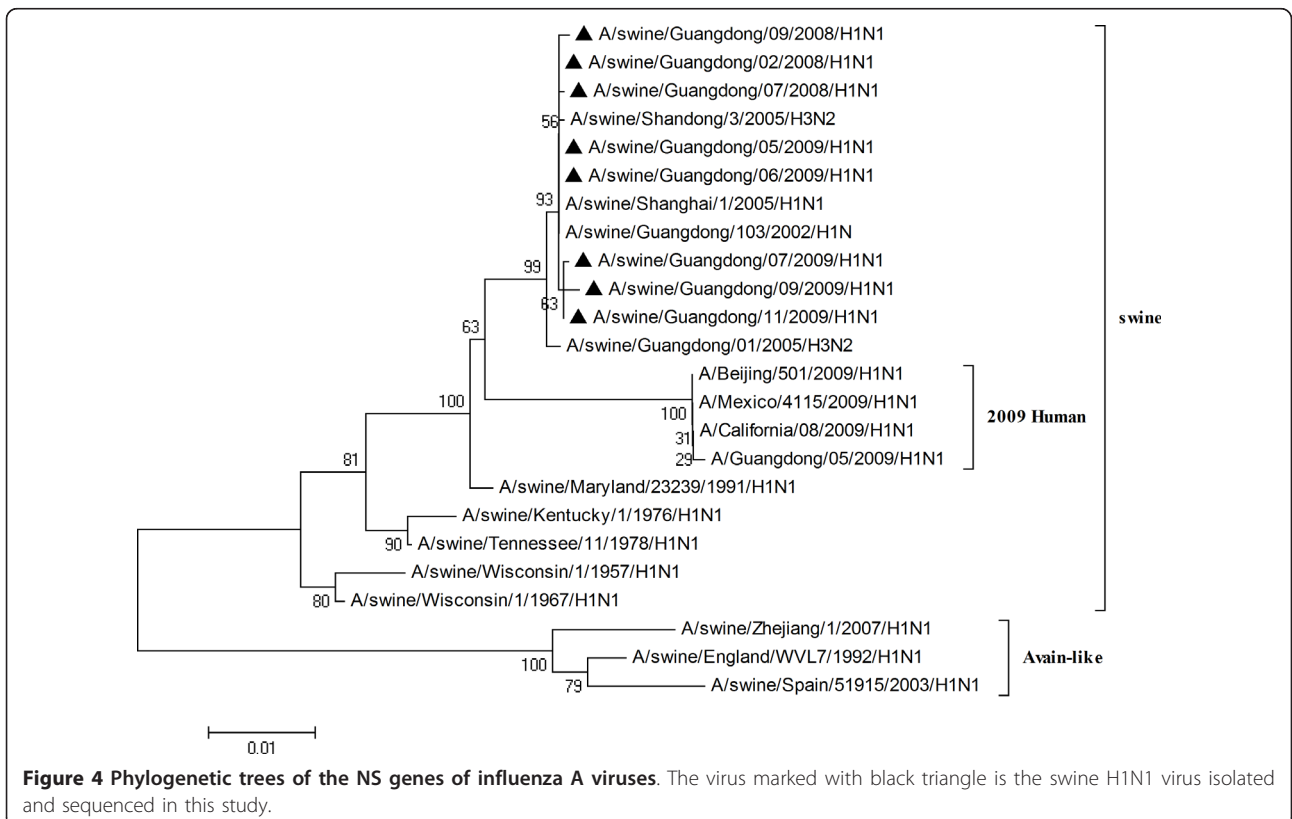 ▲ A/swine/Guangdong/09/2008/H1N1
▲ A/swine/Guangdong/02/2008/H1N1
▲ A/swine/Guangdong/07/2008/H1N1
A/swine/Shandong/3/2005/H3N2
56
▲ A/swine/Guangdong/05/2009/H1N1
▲ A/swine/Guangdong/06/2009/H1N1
A/swine/Shanghai/1/2005/H1N1
93
A/swine/Guangdong/103/2002/H1N
▲ A/swine/Guangdong/07/2009/H1N1
99
▲ A/swine/Guangdong/09/2009/H1N1
63
▲ A/swine/Guangdong/11/2009/H1N1
swine
63
A/swine/Guangdong/01/2005/H3N2
A/Beijing/501/2009/H1N1
A/Mexico/4115/2009/H1N1
100
100
2009 Human
A/California/08/2009/H1N1
31
A/Guangdong/05/2009/H1N1
29
81
A/swine/Maryland/23239/1991/H1N1
A/swine/Kentucky/1/1976/H1N1
A/swine/Tennessee/11/1978/H1N1
90
A/swine/Wisconsin/1/1957/H1N1
A/swine/Wisconsin/1/1967/H1N1
80
A/swine/Zhejiang/1/2007/H1N1
A/swine/England/WVL7/1992/H1N1
Avain-like
100
A/swine/Spain/51915/2003/H1N1
79
0.01
Figure 4 Phylogenetic trees of the NS genes of influenza A viruses. The virus marked with black triangle is the swine H1N1 virus isolated
and sequenced in this study.